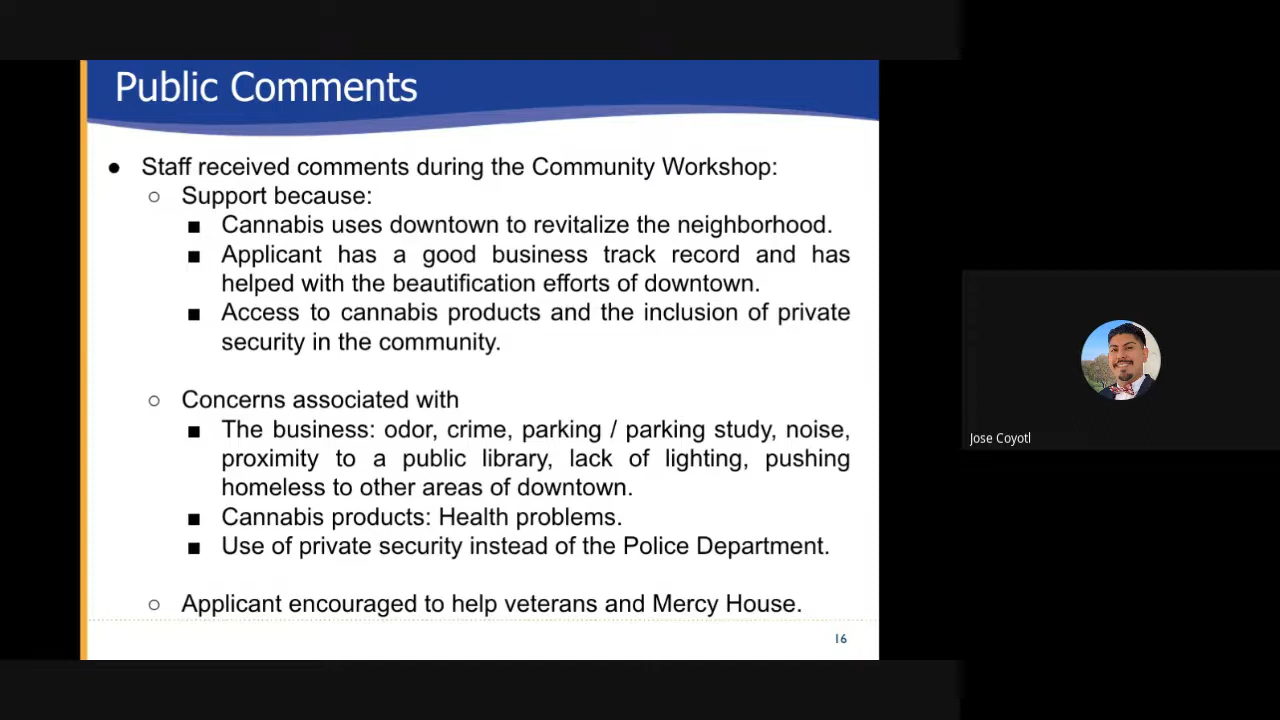 Public Comments
● Staff received comments during the Community Workshop:
○ Support because:
■ Cannabis uses downtown to revitalize the neighborhood.
■ Applicant has a good business track record and has
helped with the beautification efforts of downtown.
■ Access to cannabis products and the inclusion of private
security in the community.
○ Concerns associated with
■ The business: odor, crime, parking / parking study, noise,
proximity to a public library, lack of lighting, pushing
homeless to other areas of downtown.
■ Cannabis products: Health problems.
■ Use of private security instead of the Police Department.
○ Applicant encouraged to help veterans and Mercy House.
16
Jose Coyotl